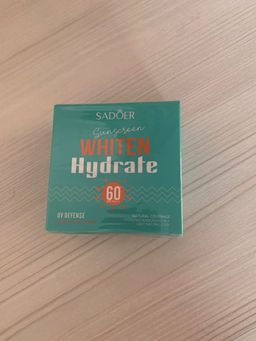 SADOER
Sunscreen
WHITEN
Hydrate
60
UV DEFENSE
NATURAL COVERAGE